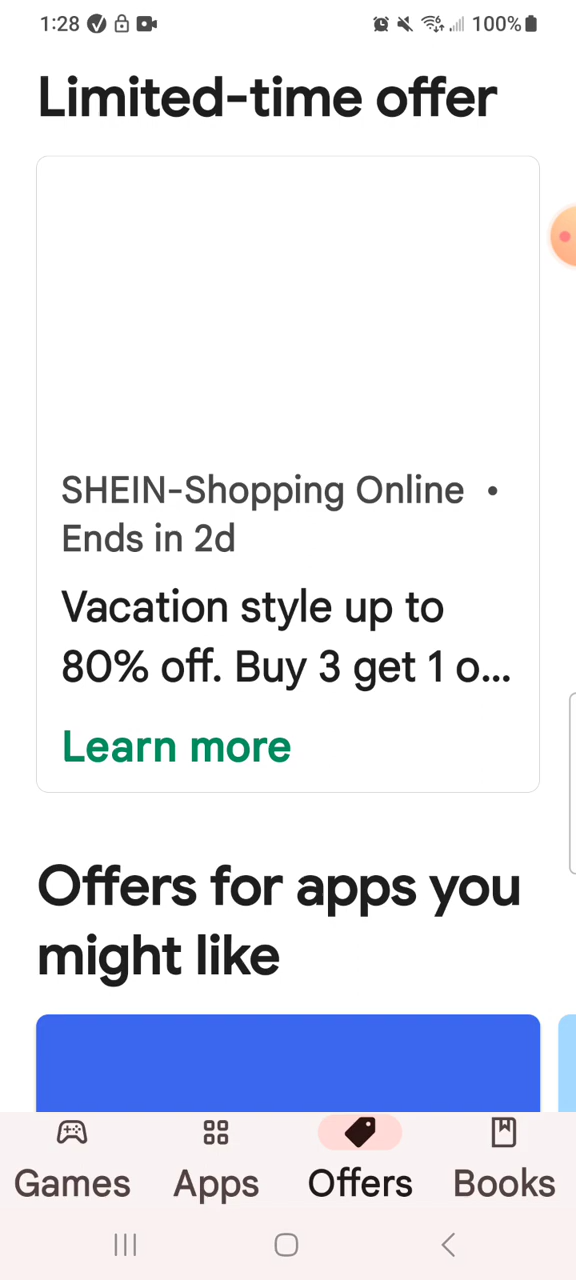 1:28 100%
Limited-time offer
SHEIN-Shopping Online •
Ends in 2d
Vacation style up to
80% off. Buy 3 get 1 o...
Learn more
Offers for apps you
might like
Games Apps Offers Books